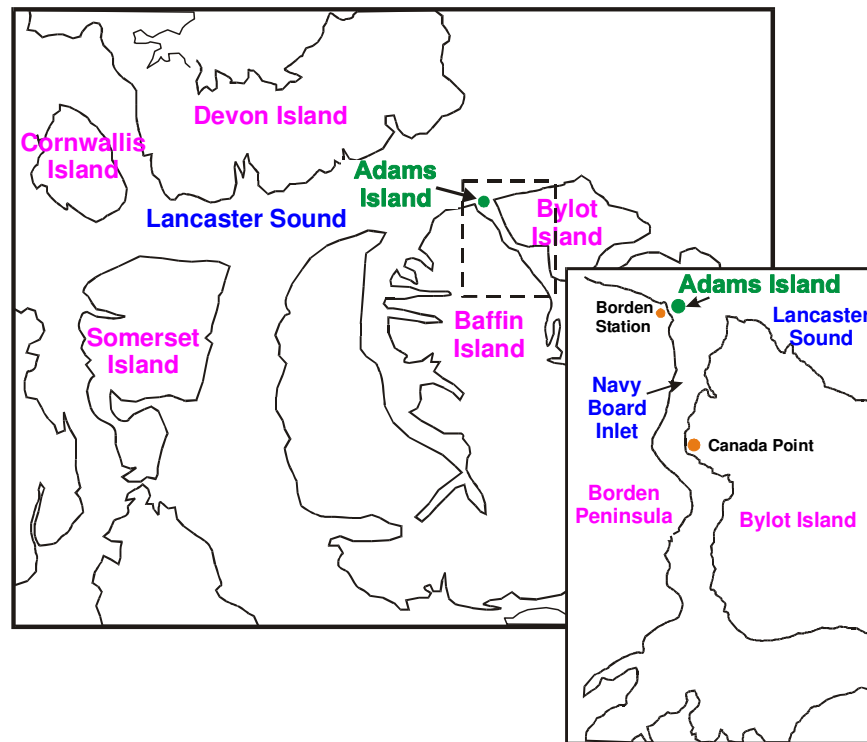 Devon Island
Cornwallis
Island
Adams
Island
Lancaster Sound
Bylot
Island
Somerset
Island
Baffin
Island
Adams Island
Borden
Station
Lancaster
Sound
Navy
Board
Inlet
Canada Point
Borden
Peninsula
Bylot Island